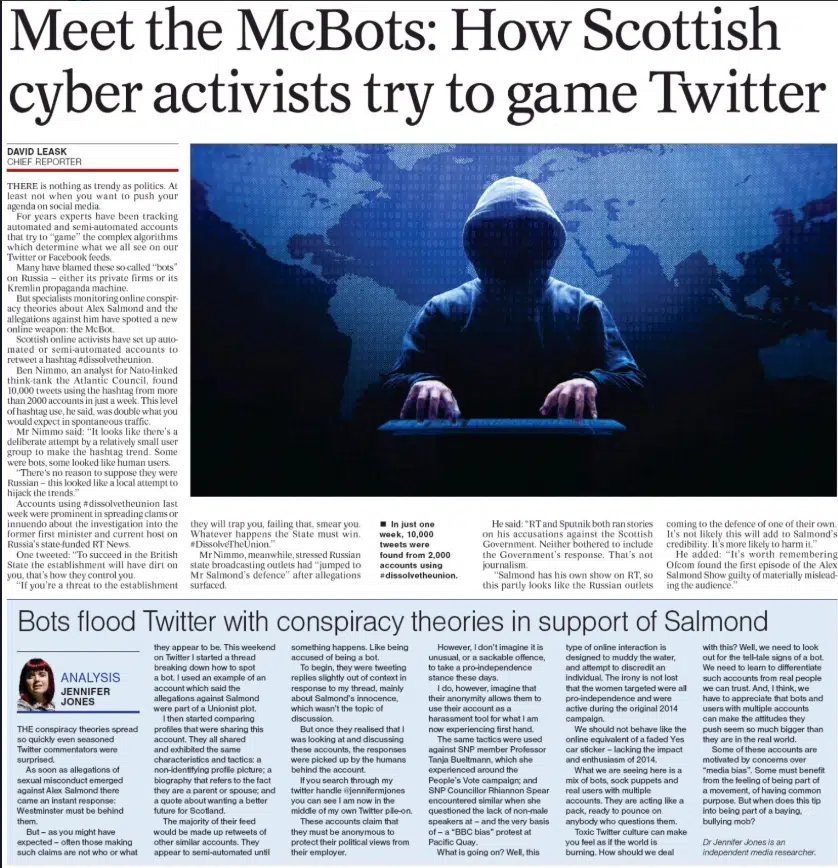 Meet the McBots: How Scottish
cyber activists try to game Twitter
DAVID LEASK
CHIEF REPORTER
THERE is nothing as trendy as politics. At
least not when you want to push your
agenda on social media.
For years experts have been tracking
automated and semi-automated accounts
that try to "game" the complex algorithms
which determine what we all see on our
Twitter or Facebook feeds.
Many have blamed these so-called "bots"
on Russia – either its private firms or its
Kremlin propaganda machine.
But specialists monitoring online conspir-
acy theories about Alex Salmond and the
allegations against him have spotted a new
online weapon: the McBot.
Scottish online activists have set up auto-
mated or semi-automated accounts to
retweet a hashtag #dissolvetheunion.
Ben Nimmo, an analyst for Nato-linked
think-tank the Atlantic Council, found
10,000 tweets using the hashtag from more
than 2000 accounts in just a week. This level
of hashtag use, he said, was double what you
would expect in spontaneous traffic.
Mr Nimmo said: "It looks like there's a
deliberate attempt by a relatively small user
group to make the hashtag trend. Some
were bots, some looked like human users.
"There's no reason to suppose they were
Russian – this looked like a local attempt to
hijack the trends."
Accounts using #dissolvetheunion last
week were prominent in spreading clams or
innuendo about the investigation into the
former first minister and current host on
Russia's state-funded RT News.
One tweeted: "To succeed in the British
State the establishment will have dirt on
you, that's how they control you.
"If you're a threat to the establishment
they will trap you, failing that, smear you.
Whatever happens the State must win.
#DissolveTheUnion."
Mr Nimmo, meanwhile, stressed Russian
state broadcasting outlets had "jumped to
Mr Salmond's defence" after allegations
surfaced.
■ In just one
week, 10,000
tweets were
found from 2,000
accounts using
#dissolvetheunion.
He said: "RT and Sputnik both ran stories
on his accusations against the Scottish
Government. Neither bothered to include
the Government's response. That's not
journalism.
"Salmond has his own show on RT, so
this partly looks like the Russian outlets
coming to the defence of one of their own.
It's not likely this will add to Salmond's
credibility. It's more likely to harm it."
He added: "It's worth remembering
Ofcom found the first episode of the Alex
Salmond Show guilty of materially mislead-
ing the audience."
Bots flood Twitter with conspiracy theories in support of Salmond
ANALYSIS
JENNIFER
JONES
THE conspiracy theories spread
so quickly even seasoned
Twitter commentators were
surprised.
As soon as allegations of
sexual misconduct emerged
against Alex Salmond there
came an instant response:
Westminster must be behind
them.
But – as you might have
expected – often those making
such claims are not who or what
they appear to be. This weekend
on Twitter I started a thread
breaking down how to spot
a bot. I used an example of an
account which said the
allegations against Salmond
were part of a Unionist plot.
I then started comparing
profiles that were sharing this
account. They all shared
and exhibited the same
characteristics and tactics: a
non-identifying profile picture; a
biography that refers to the fact
they are a parent or spouse; and
a quote about wanting a better
future for Scotland.
The majority of their feed
would be made up retweets of
other similar accounts. They
appear to semi-automated until
something happens. Like being
accused of being a bot.
To begin, they were tweeting
replies slightly out of context in
response to my thread, mainly
about Salmond's innocence,
which wasn't the topic of
discussion.
But once they realised that I
was looking at and discussing
these accounts, the responses
were picked up by the humans
behind the account.
If you search through my
twitter handle @jennifermjones
you can see I am now in the
middle of my own Twitter pile-on.
These accounts claim that
they must be anonymous to
protect their political views from
their employer.
However, I don't imagine it is
unusual, or a sackable offence,
to take a pro-independence
stance these days.
I do, however, imagine that
their anonymity allows them to
use their account as a
harassment tool for what I am
now experiencing first hand.
The same tactics were used
against SNP member Professor
Tanja Bueltmann, which she
experienced around the
People's Vote campaign; and
SNP Councillor Rhiannon Spear
encountered similar when she
questioned the lack of non-male
speakers at – and the very basis
of – a "BBC bias" protest at
Pacific Quay.
What is going on? Well, this
type of online interaction is
designed to muddy the water,
and attempt to discredit an
individual. The irony is not lost
that the women targeted were all
pro-independence and were
active during the original 2014
campaign.
We should not behave like the
online equivalent of a faded Yes
car sticker – lacking the impact
and enthusiasm of 2014.
What we are seeing here is a
mix of bots, sock puppets and
real users with multiple
accounts. They are acting like a
pack, ready to pounce on
anybody who questions them.
Toxic Twitter culture can make
you feel as if the world is
burning. How should we deal
with this? Well, we need to look
out for the tell-tale signs of a bot.
We need to learn to differentiate
such accounts from real people
we can trust. And, I think, we
have to appreciate that bots and
users with multiple accounts
can make the attitudes they
push seem so much bigger than
they are in the real world.
Some of these accounts are
motivated by concerns over
"media bias". Some must benefit
from the feeling of being part of
a movement, of having common
purpose. But when does this tip
into being part of a baying,
bullying mob?
Dr Jennifer Jones is an
independent media researcher.